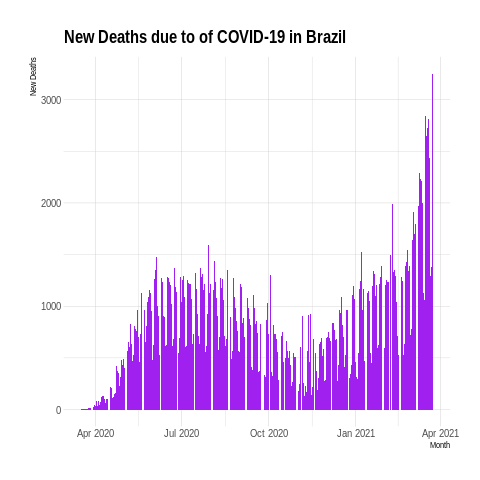 New Deaths due to of COVID-19 in Brazil
New Deaths
3000
2000
1000
0
Apr 2020
Jul 2020
Oct 2020
Jan 2021
Apr 2021
Month